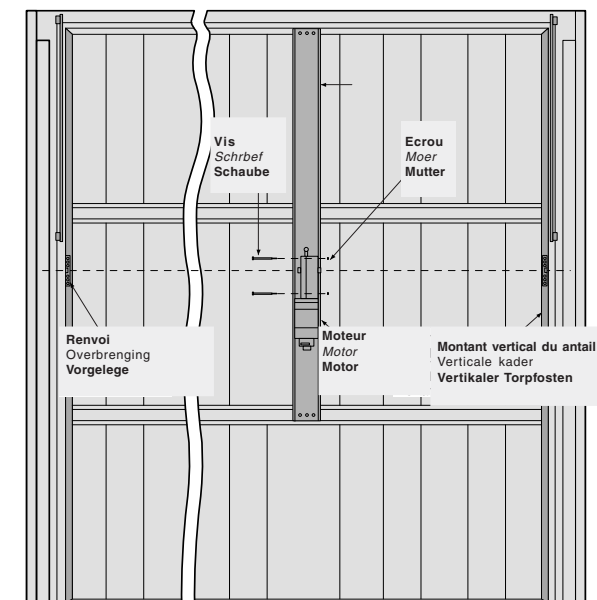 Vis
Schrbef
Schaube
Ecrou
Moer
Mutter
Renvoi
Overbrenging
Vorgelege
Moteur
Motor
Motor
Montant vertical du antail
Verticale kader
Vertikaler Torpfosten